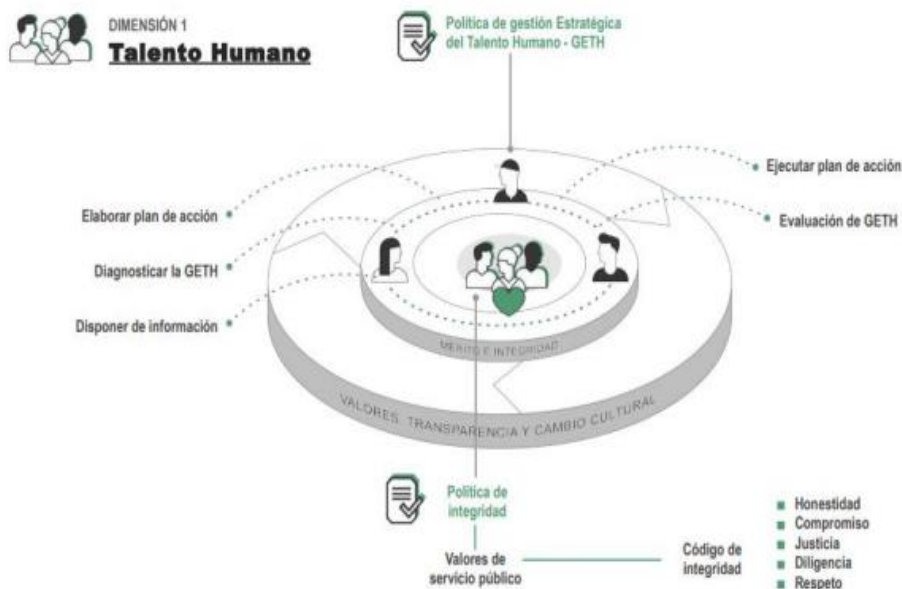 DIMENSIÓN 1
Talento Humano
Política de gestión Estratégica
del Talento Humano - GETH
Ejecutar plan de acción
Elaborar plan de acción
Evaluación de GETH
Diagnosticar la GETH
Disponer de información
MÉRITO E INTEGRIDAD
VALORES, TRANSPARENCIA Y CAMBIO CULTURAL
Política de
integridad
Valores de
servicio público
Código de
integridad
Honestidad
Compromiso
Justicia
Diligencia
Respeto